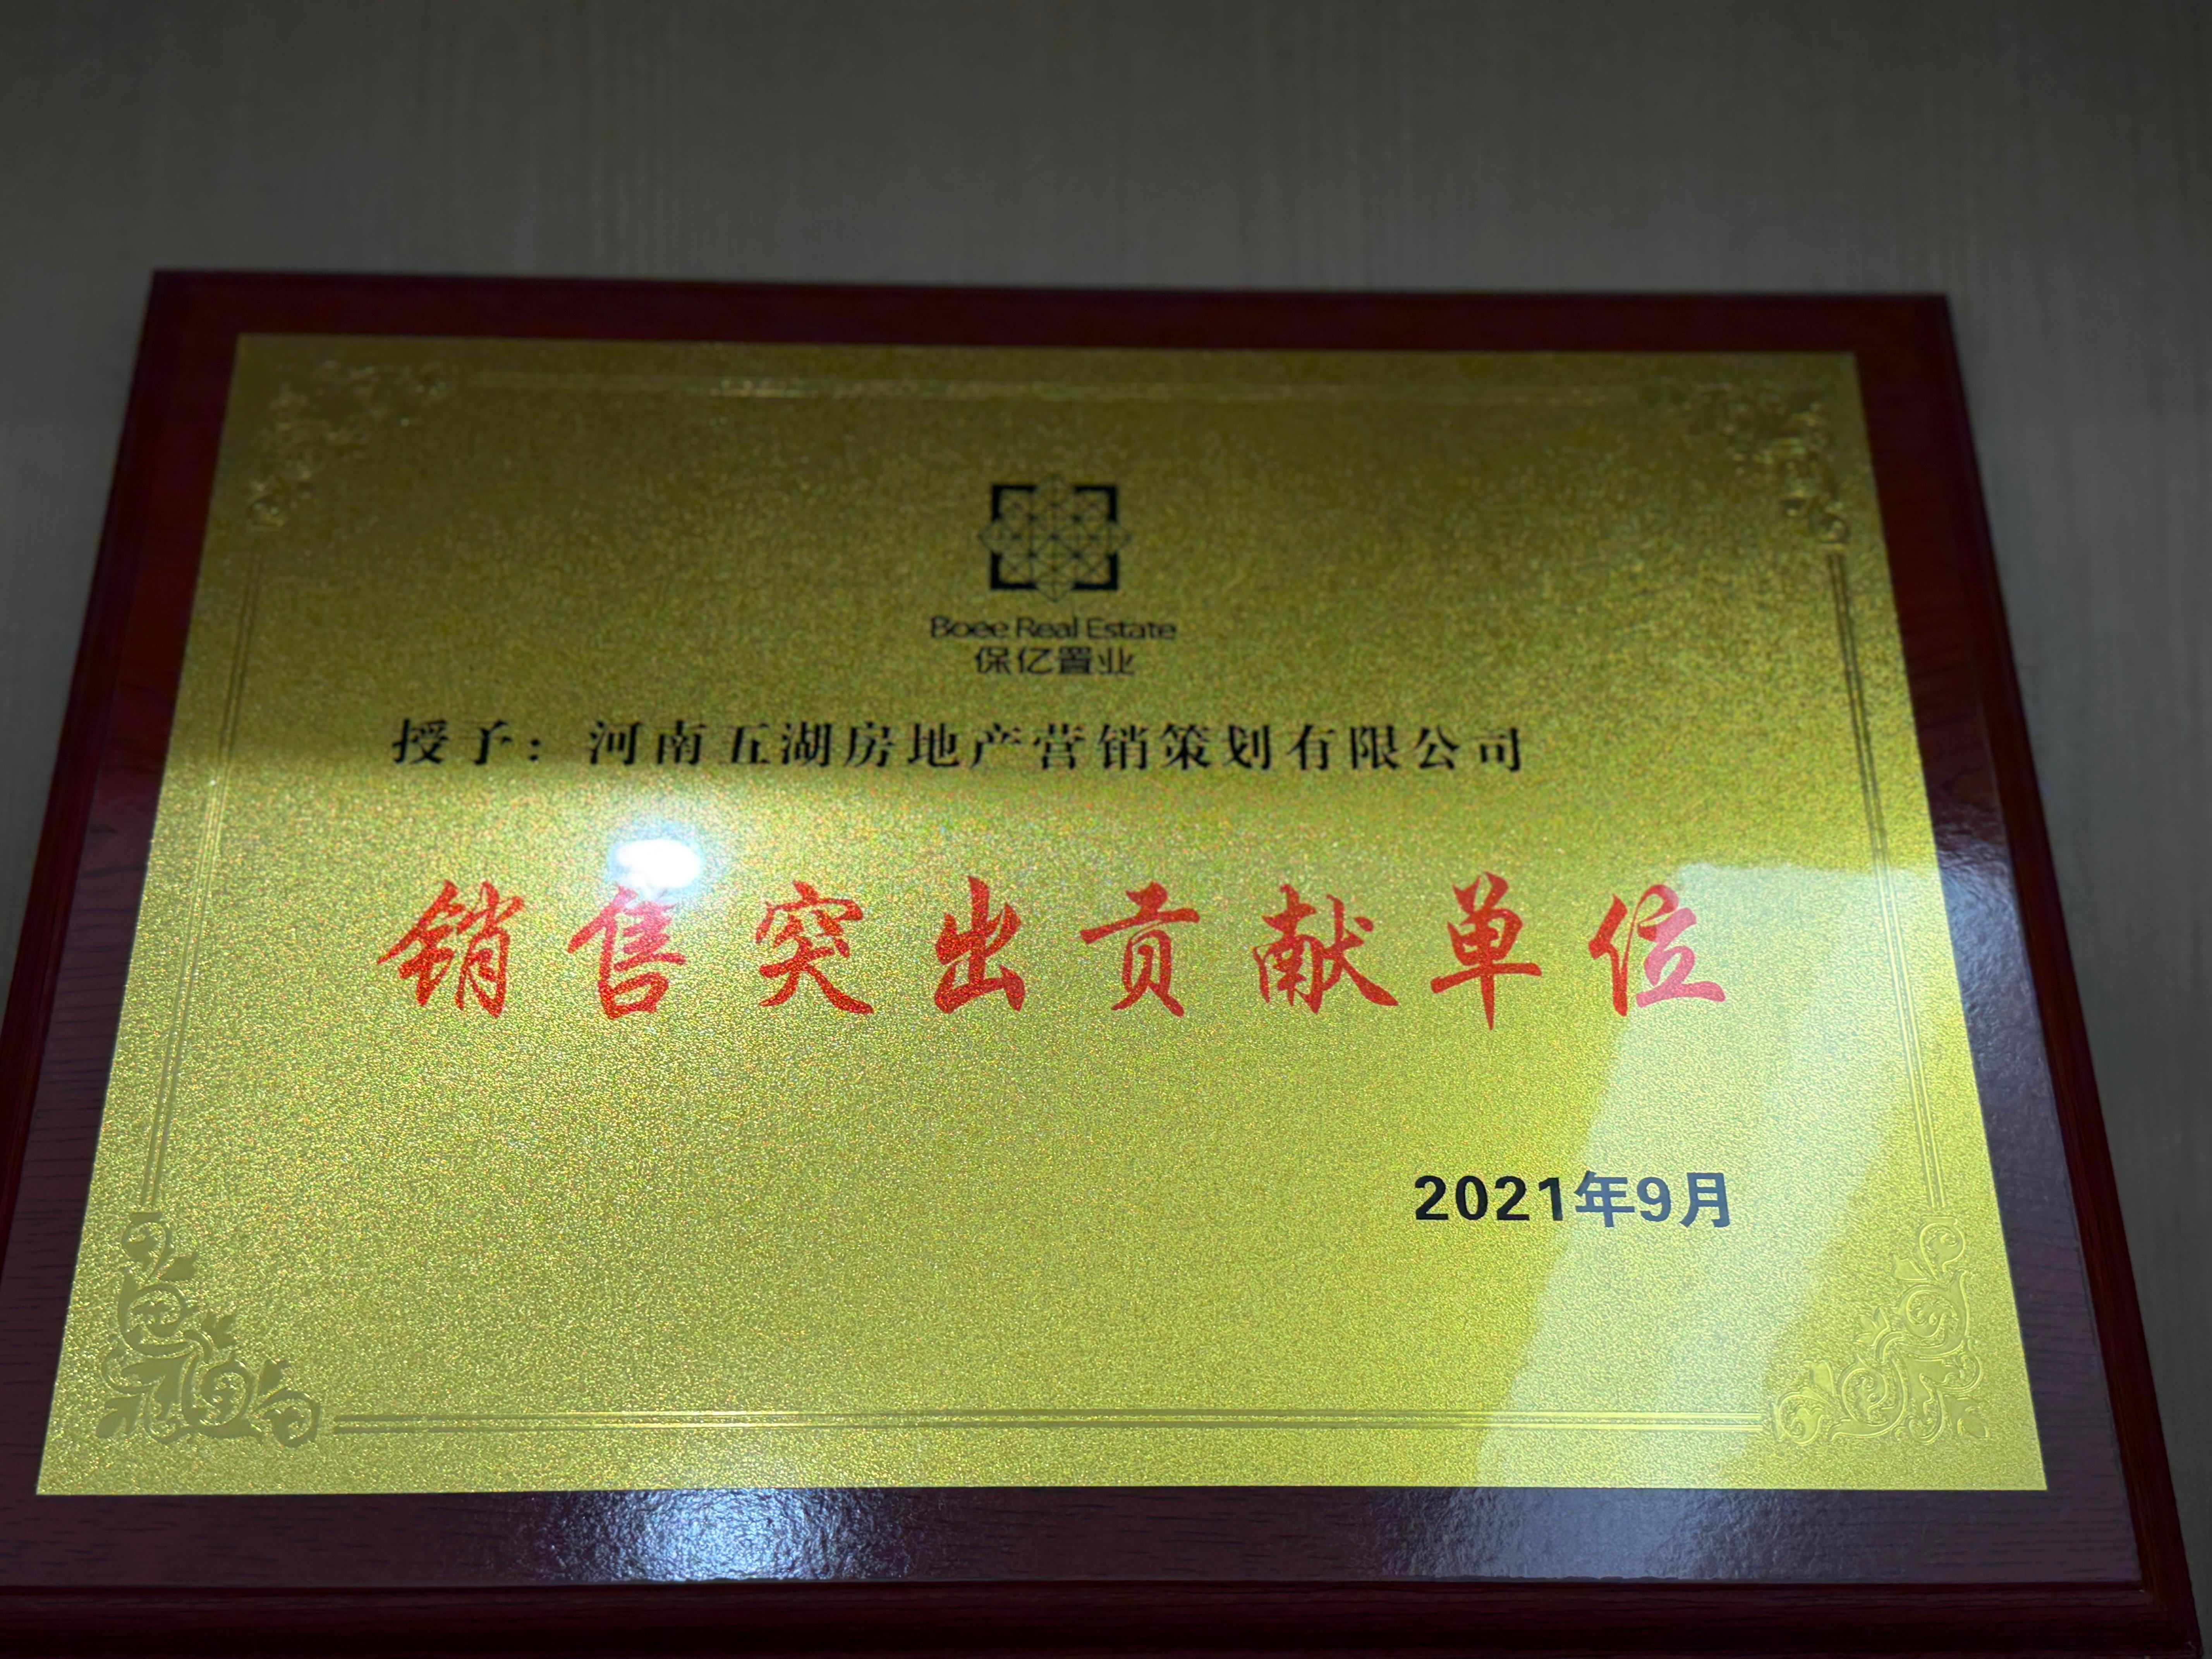 Boee Real Estate
保亿置业
授予：河南五湖房地产营销策划有限公司
销售突出贡献单位
2021年9月